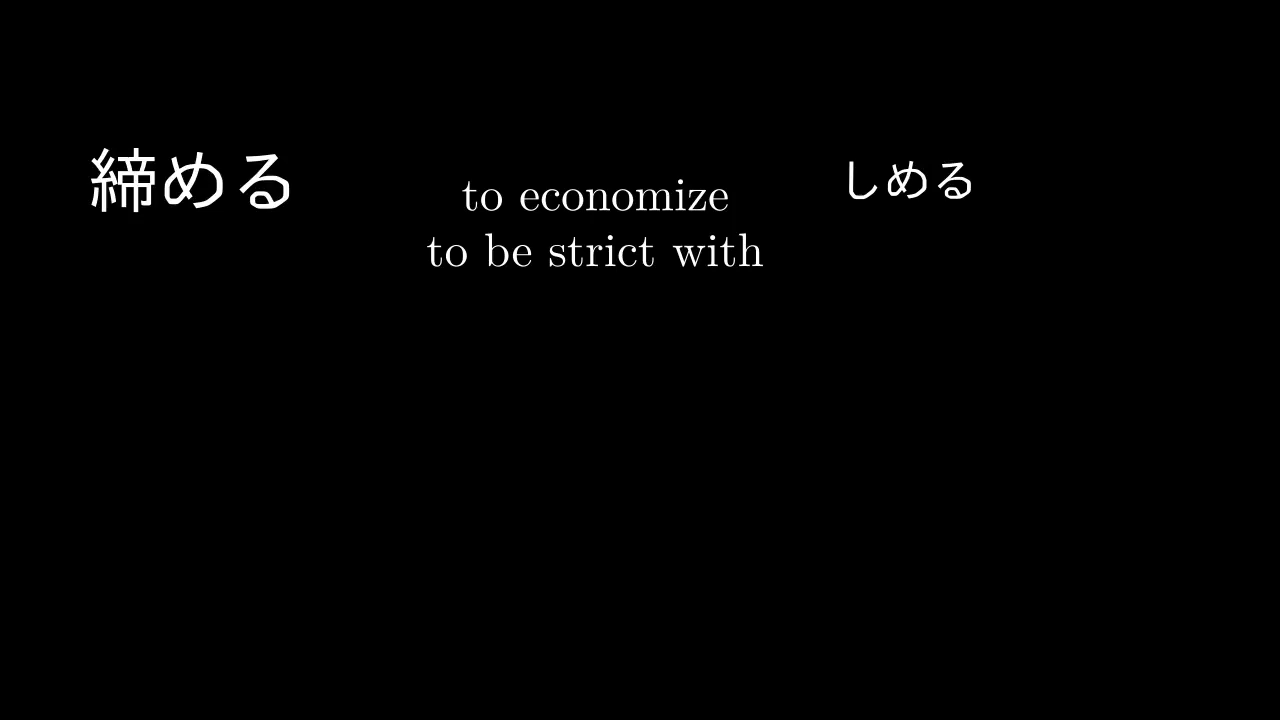 締める
to economize
to be strict with
しめる